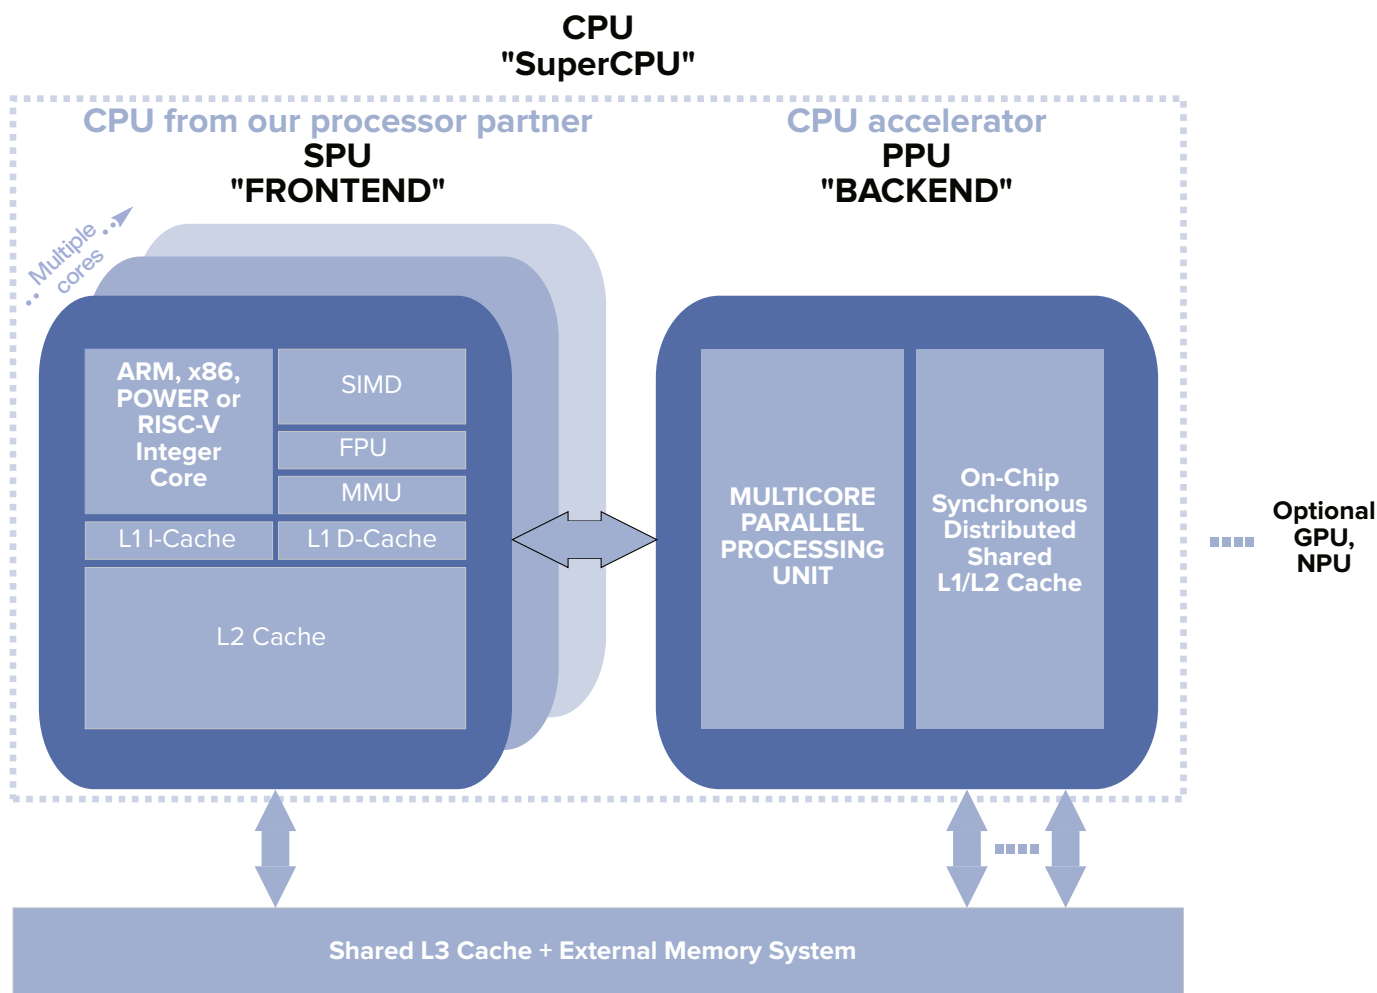 CPU
"SuperCPU"
CPU from our processor partner
SPU
"FRONTEND"
CPU accelerator
PPU
"BACKEND"
Multiple
cores
ARM, x86,
POWER or
RISC-V
Integer
Core
SIMD
FPU
MMU
L1 I-Cache
L1 D-Cache
L2 Cache
MULTICORE
PARALLEL
PROCESSING
UNIT
On-Chip
Synchronous
Distributed
Shared
L1/L2 Cache
Optional
GPU,
NPU
Shared L3 Cache + External Memory System